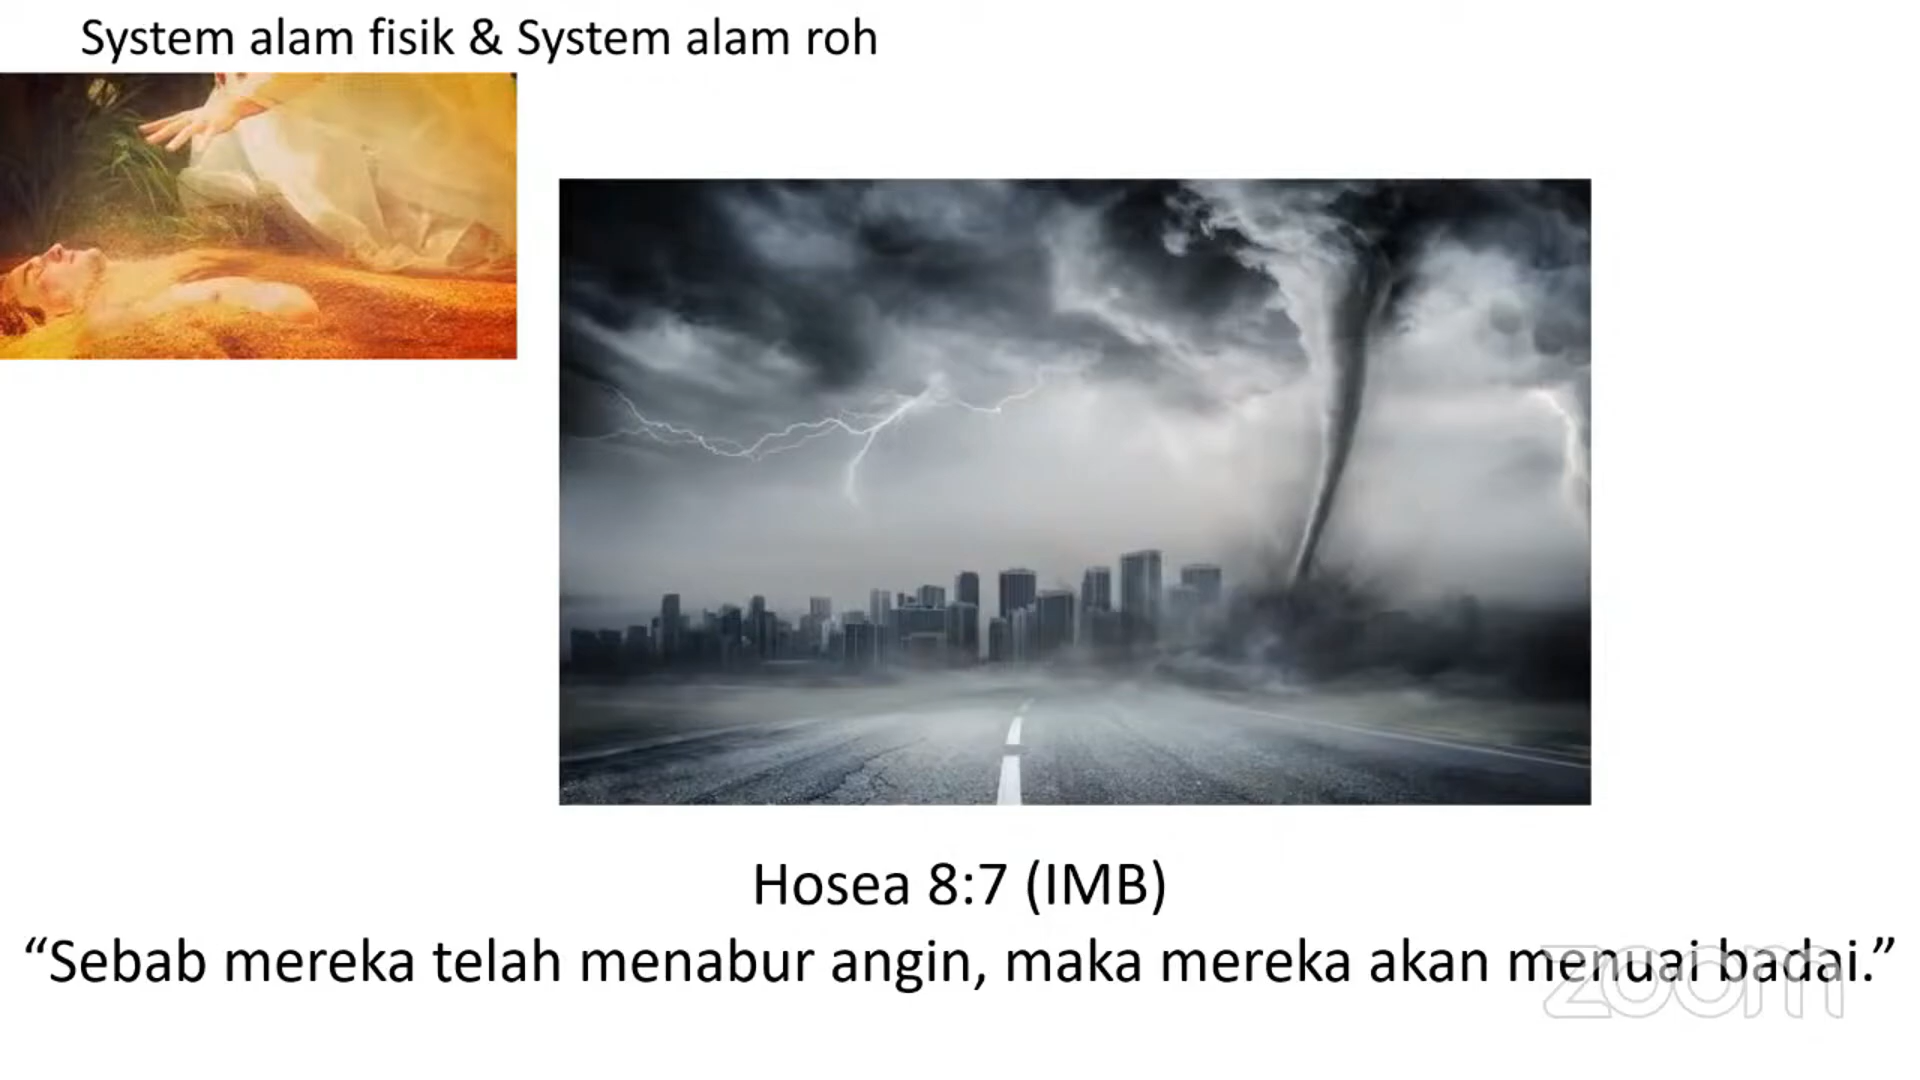 System alam fisik & System alam roh
Hosea 8:7 (IMB)
“Sebab mereka telah menabur angin, maka mereka akan menuai badai.”
zoom